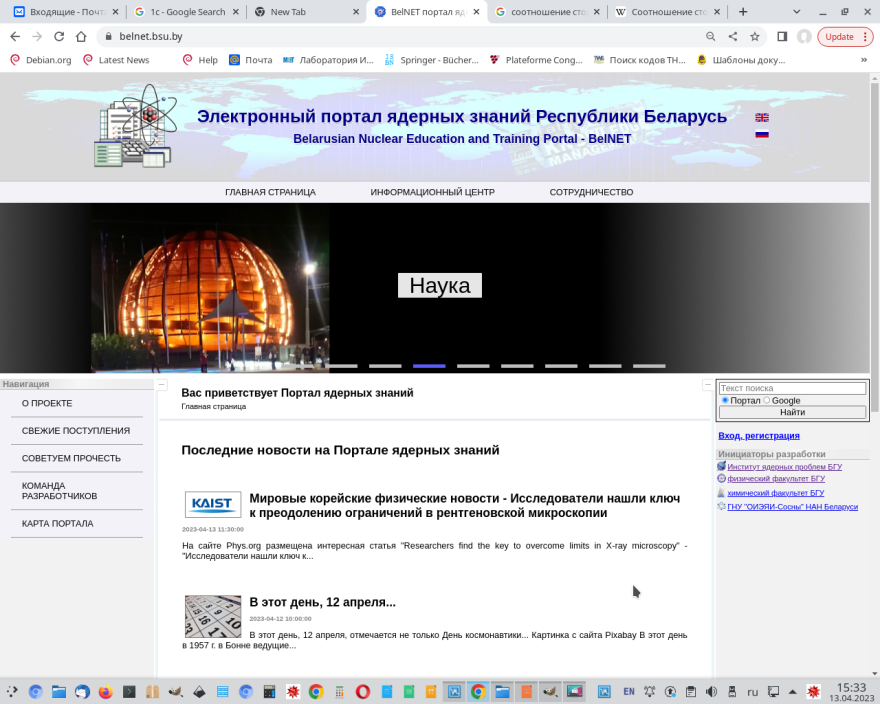 Входящие - Почт
1c - Google Search
New Tab
BelNET портал яд
соотношение сто
Соотношение сто
belnet.bsu.by
Update
Debian.org
Latest News
Help
Почта
Лаборатория И...
Springer - Bücher...
Plateforme Cong...
Поиск кодов ТН...
Шаблоны доку...
»
Электронный портал ядерных знаний Республики Беларусь
Belarusian Nuclear Education and Training Portal - BelNET
ГЛАВНАЯ СТРАНИЦА
ИНФОРМАЦИОННЫЙ ЦЕНТР
СОТРУДНИЧЕСТВО
Наука
Навигация
О ПРОЕКТЕ
СВЕЖИЕ ПОСТУПЛЕНИЯ
СОВЕТУЕМ ПРОЧЕСТЬ
КОМАНДА
РАЗРАБОТЧИКОВ
КАРТА ПОРТАЛА
Вас приветствует Портал ядерных знаний
Главная страница
Последние новости на Портале ядерных знаний
KAIST
Мировые корейские физические новости - Исследователи нашли ключ
к преодолению ограничений в рентгеновской микроскопии
2023-04-13 11:30:00
На сайте Phys.org размещена интересная статья "Researchers find the key to overcome limits in X-ray microscopy" -
"Исследователи нашли ключ к...
В этот день, 12 апреля...
2023-04-12 10:00:00
В этот день, 12 апреля, отмечается не только День космонавтики... Картинка с сайта Pixabay В этот день
в 1957 г. в Бонне ведущие...
Текст поиска
Портал Google
Найти
Вход, регистрация
Инициаторы разработки
Институт ядерных проблем БГУ
физический факультет БГУ
химический факультет БГУ
ГНУ "ОИЭЯИ-Сосны" НАН Беларуси
EN
ru
15:33
13.04.2023